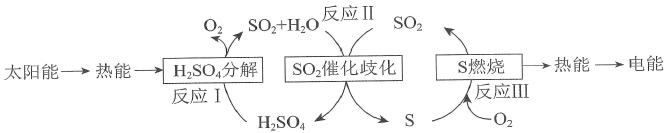 O₂ SO₂+H₂O 反应Ⅱ SO₂
太阳能 热能 H₂SO₄分解 SO₂催化歧化 S燃烧 热能 电能
反应Ⅰ 反应Ⅲ
H₂SO₄ S O₂